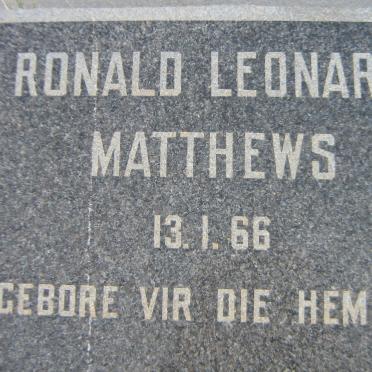 RONALD LEONAR
MATTHEWS
13.1.66
GEBORE VIR DIE HEM